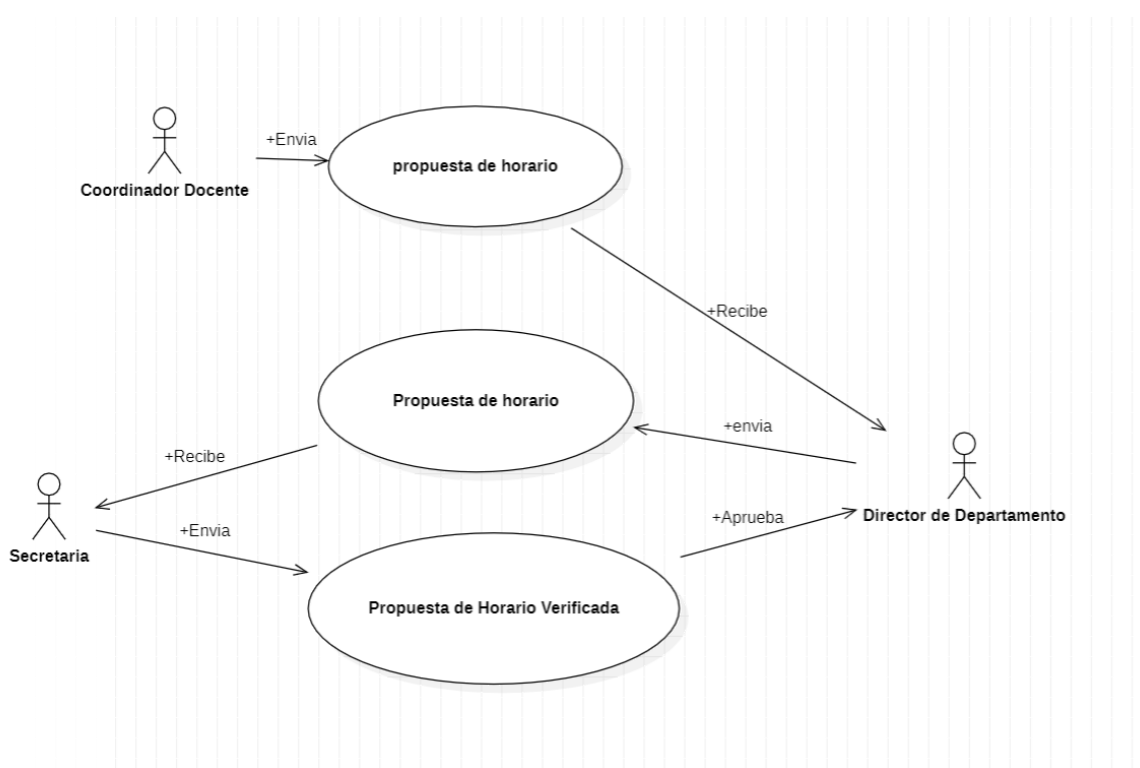 +Envia
propuesta de horario
Coordinador Docente
+Recibe
Propuesta de horario
+envia
+Recibe
+Aprueba
Director de Departamento
+Envia
Secretaria
Propuesta de Horario Verificada